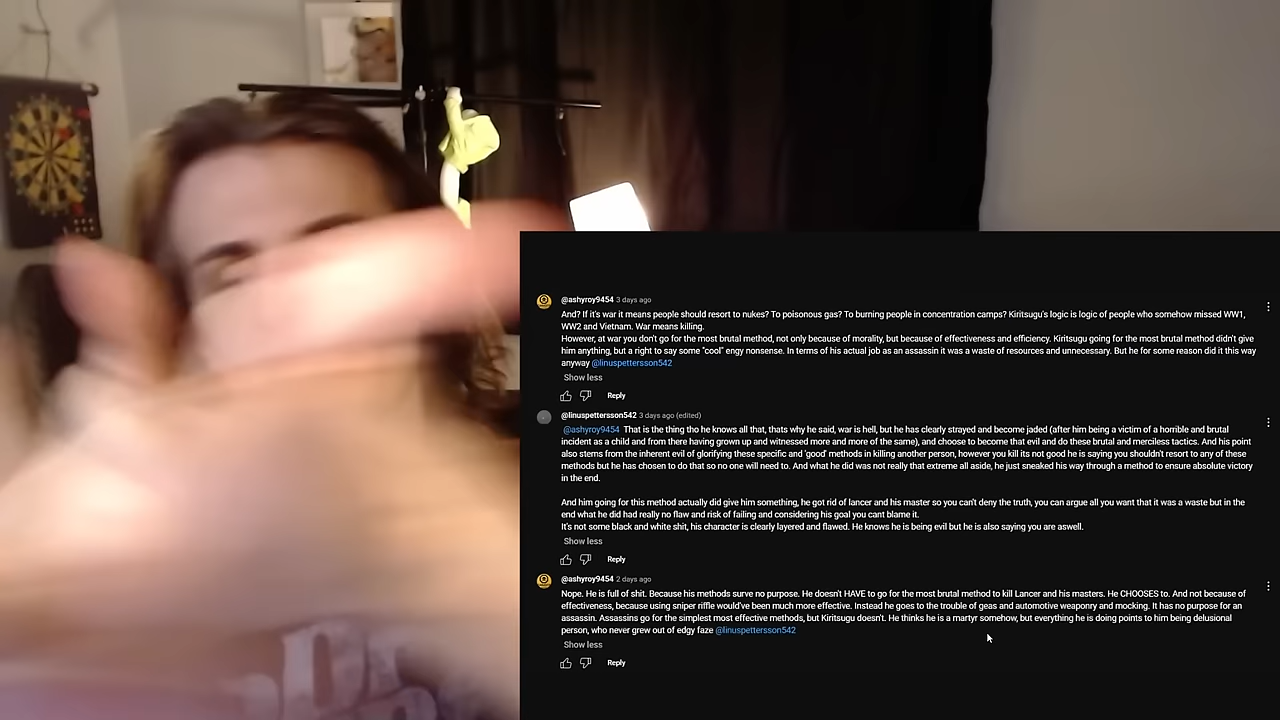 @ashyroy9454 3 days ago
And? If it's war it means people should resort to nukes? To poisonous gas? To burning people in concentration camps? Kiritsugu's logic is logic of people who somehow missed WW1,
WW2 and Vietnam. War means killing.
However, at war you don't go for the most brutal method, not only because of morality, but because of effectiveness and efficiency. Kiritsugu going for the most brutal method didn't give
him anything, but a right to say some "cool" engy nonsense. In terms of his actual job as an assassin it was a waste of resources and unnecessary. But he for some reason did it this way
anyway @linuspettersson542
Show less
Reply
@linuspettersson542 3 days ago (edited)
@ashyroy9454 That is the thing tho he knows all that, thats why he said, war is hell, but he has clearly strayed and become jaded (after him being a victim of a horrible and brutal
incident as a child and from there having grown up and witnessed more and more of the same), and choose to become that evil and do these brutal and merciless tactics. And his point
also stems from the inherent evil of glorifying these specific and 'good' methods in killing another person, however you kill its not good he is saying you shouldn't resort to any of these
methods but he has chosen to do that so no one will need to. And what he did was not really that extreme all aside, he just sneaked his way through a method to ensure absolute victory
in the end.
And him going for this method actually did give him something, he got rid of lancer and his master so you can't deny the truth, you can argue all you want that it was a waste but in the
end what he did had really no flaw and risk of failing and considering his goal you cant blame it.
It's not some black and white shit, his character is clearly layered and flawed. He knows he is being evil but he is also saying you are aswell.
Show less
Reply
@ashyroy9454 2 days ago
Nope. He is full of shit. Because his methods surve no purpose. He doesn't HAVE to go for the most brutal method to kill Lancer and his masters. He CHOOSES to. And not because of
effectiveness, because using sniper riffle would've been much more effective. Instead he goes to the trouble of geas and automotive weaponry and mocking. It has no purpose for an
assassin. Assassins go for the simplest most effective methods, but Kiritsugu doesn't. He thinks he is a martyr somehow, but everything he is doing points to him being delusional
person, who never grew out of edgy faze @linuspettersson542
Show less
Reply